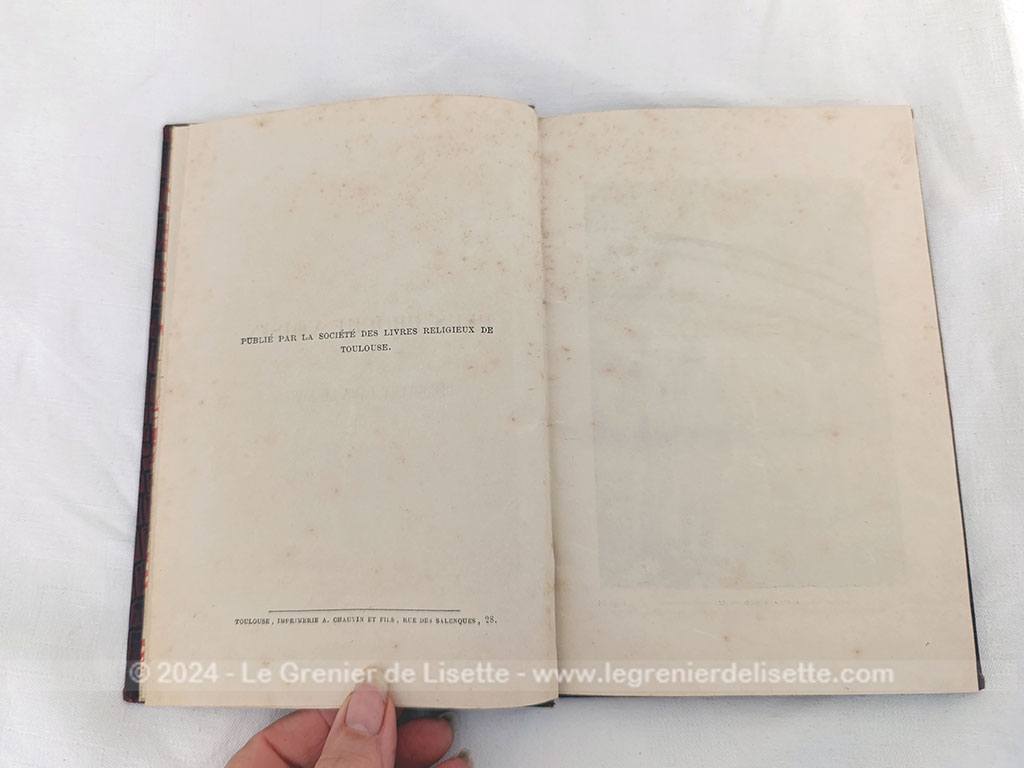 PUBLIÉ PAR LA SOCIÉTÉ DES LIVRES RELIGIEUX DE
TOULOUSE.
TOULOUSE, IMPRIMERIE A. CHAUVIN ET FILS, RUE DES SALENQUES, 28.
© 2024 - Le Grenier de Lisette - www.legrenierdelisette.com